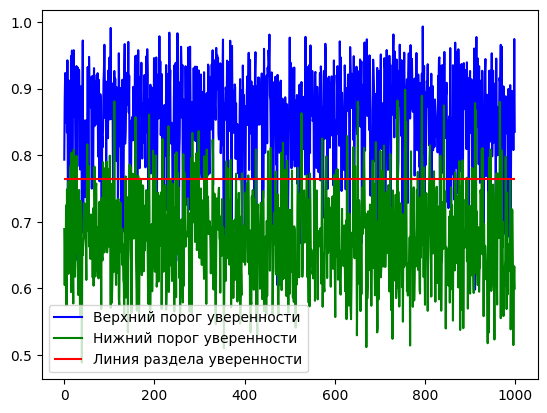 1.0
0.9
0.8
0.7
0.6
0.5
Верхний порог уверенности
Нижний порог уверенности
Линия раздела уверенности
0 200 400 600 800 1000